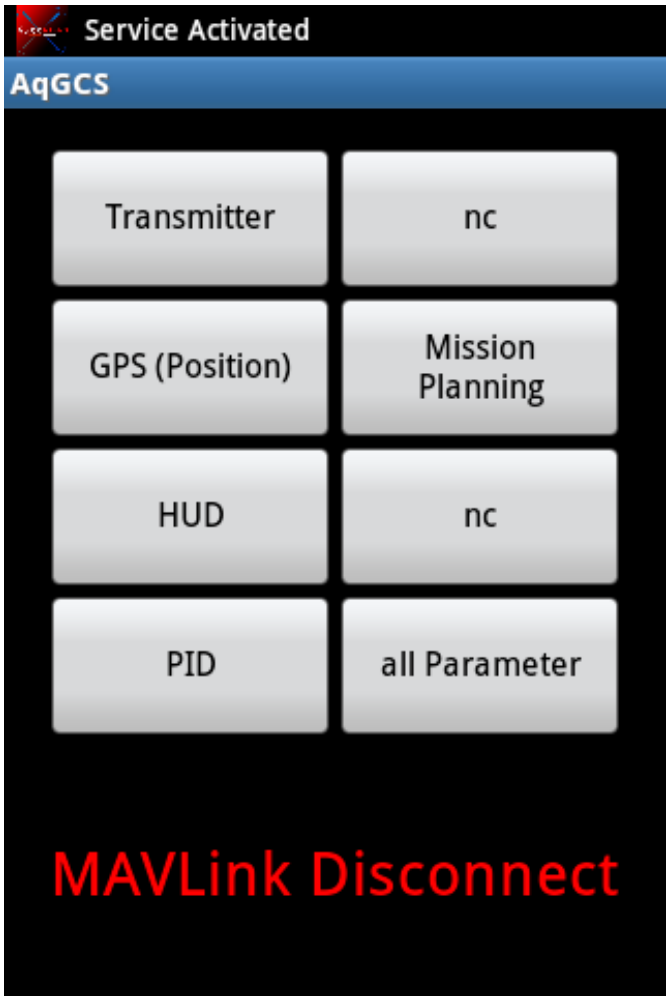 Service Activated
AqGCS
Transmitter
nc
GPS (Position)
Mission
Planning
HUD
nc
PID
all Parameter
MAVLink Disconnect